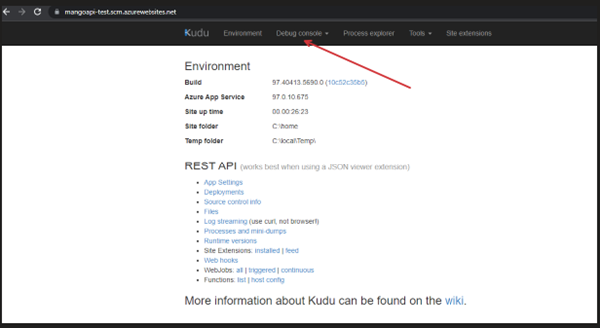 mangoapi-test.scm.azurewebsites.net
Kudu Environment Debug console Process explorer Tools Site extensions
Environment
Build 97.40413.5690.0 (10c52c35b5)
Azure App Service 97.0.10.675
Site up time 00:00:26:23
Site folder C:\home
Temp folder C:\local\Temp\
REST API (works best when using a JSON viewer extension)
• App Settings
• Deployments
• Source control info
• Files
• Log streaming (use curl, not browser!)
• Processes and mini-dumps
• Runtime versions
• Site Extensions: installed | feed
• Web hooks
• WebJobs: all | triggered | continuous
• Functions: list | host config
More information about Kudu can be found on the wiki.